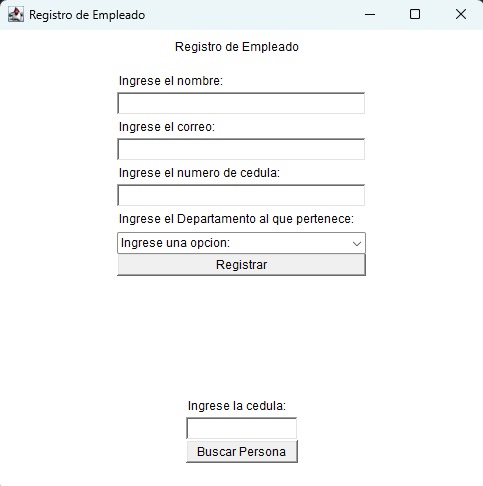 Registro de Empleado
Registro de Empleado
Ingrese el nombre:
Ingrese el correo:
Ingrese el numero de cedula:
Ingrese el Departamento al que pertenece:
Ingrese una opcion:
Registrar
Ingrese la cedula:
Buscar Persona